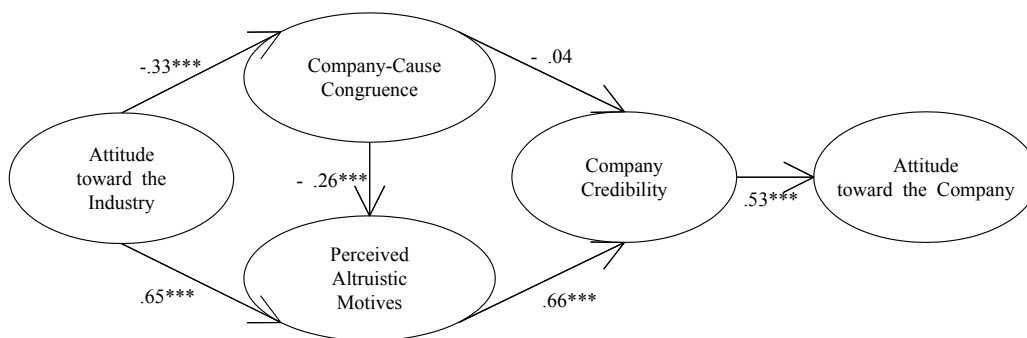 -.33***
Company-Cause
Congruence
- .04
Attitude
toward the
Industry
- .26***
Company
Credibility
.53***
Attitude
toward the Company
.65***
Perceived
Altruistic
Motives
.66***